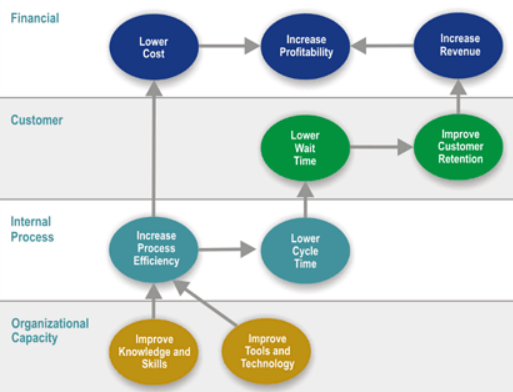 Financial
Lower
Cost
Increase
Profitability
Increase
Revenue
Customer
Lower
Wait
Time
Improve
Customer
Retention
Internal
Process
Increase
Process
Efficiency
Lower
Cycle
Time
Organizational
Capacity
Improve
Knowledge and
Skills
Improve
Tools and
Technology